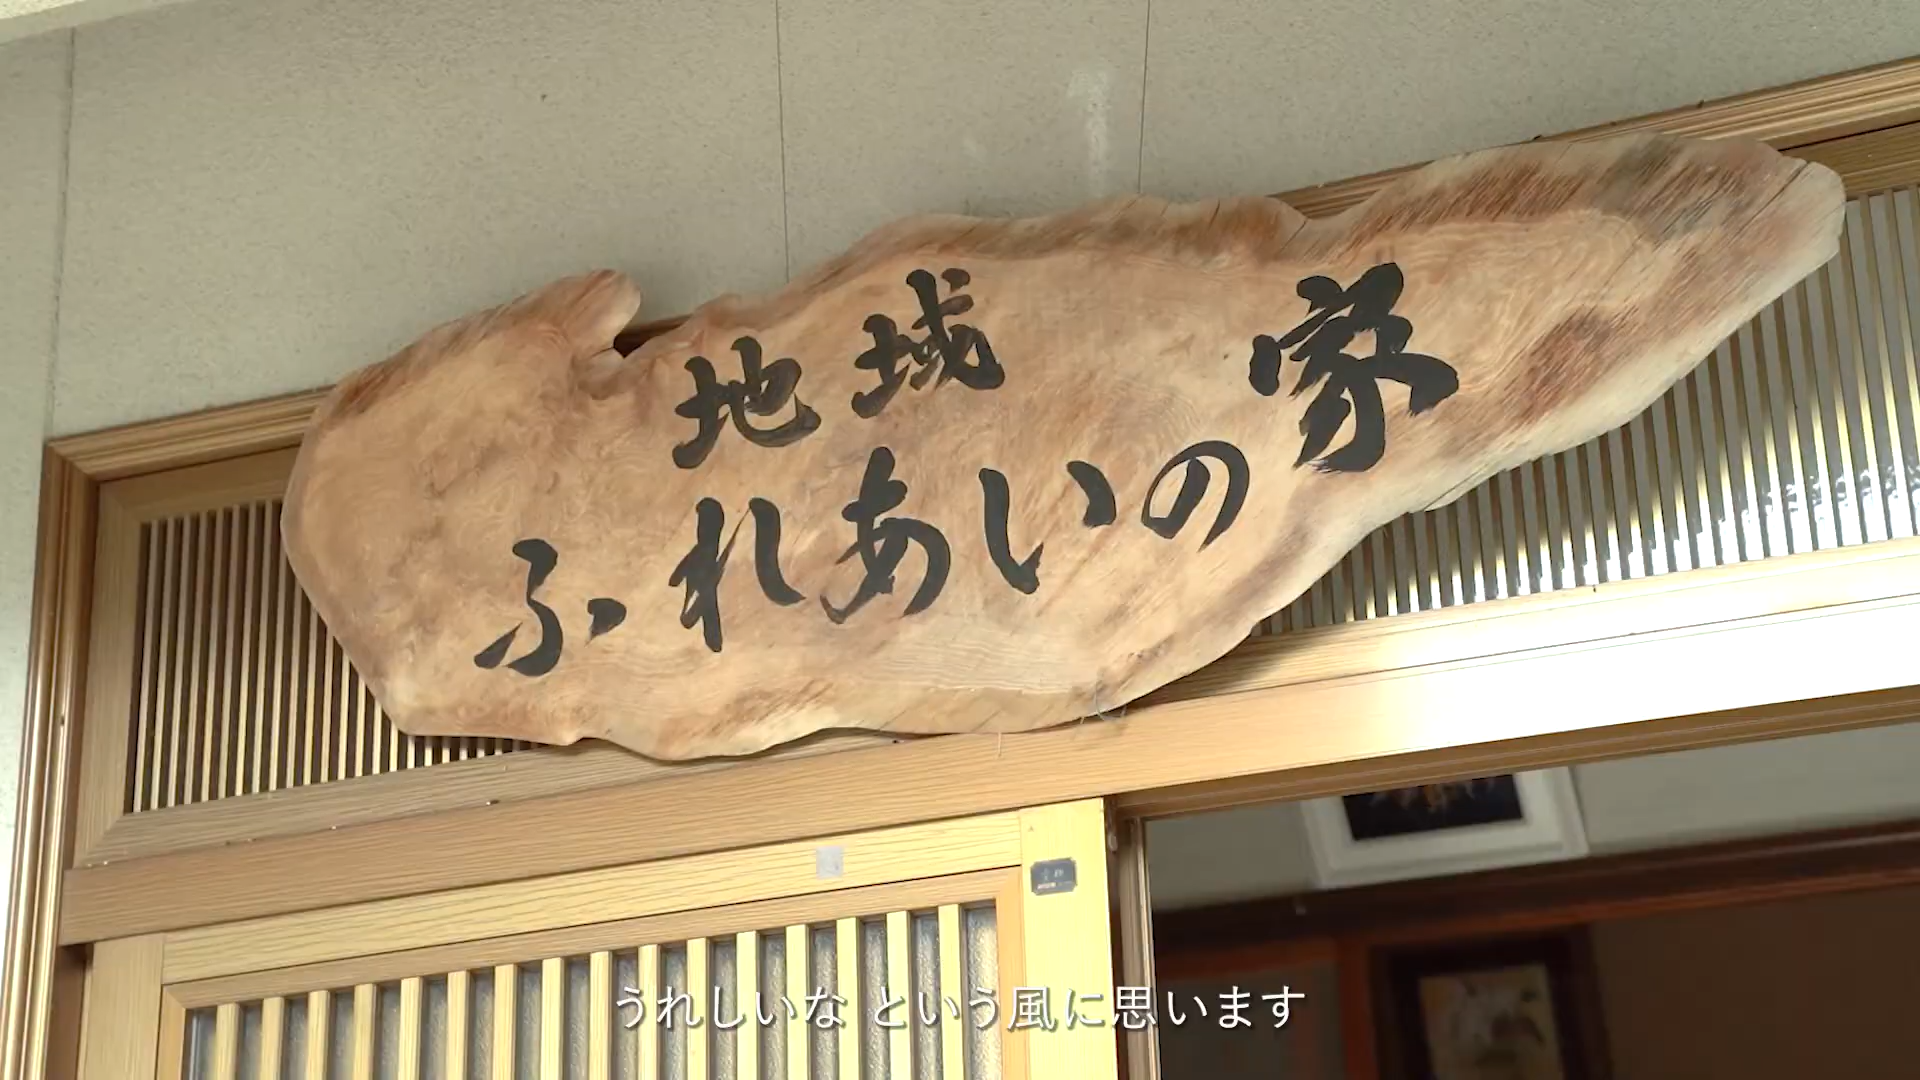 地域
ふれあいの家
うれしいな という風に思います